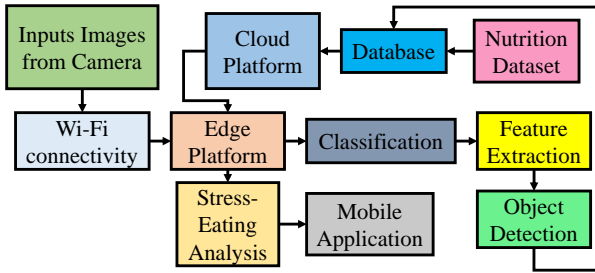 Inputs Images
from Camera
Cloud
Platform
Database
Nutrition
Dataset
Wi-Fi
connectivity
Edge
Platform
Classification
Feature
Extraction
Stress-
Eating
Analysis
Mobile
Application
Object
Detection